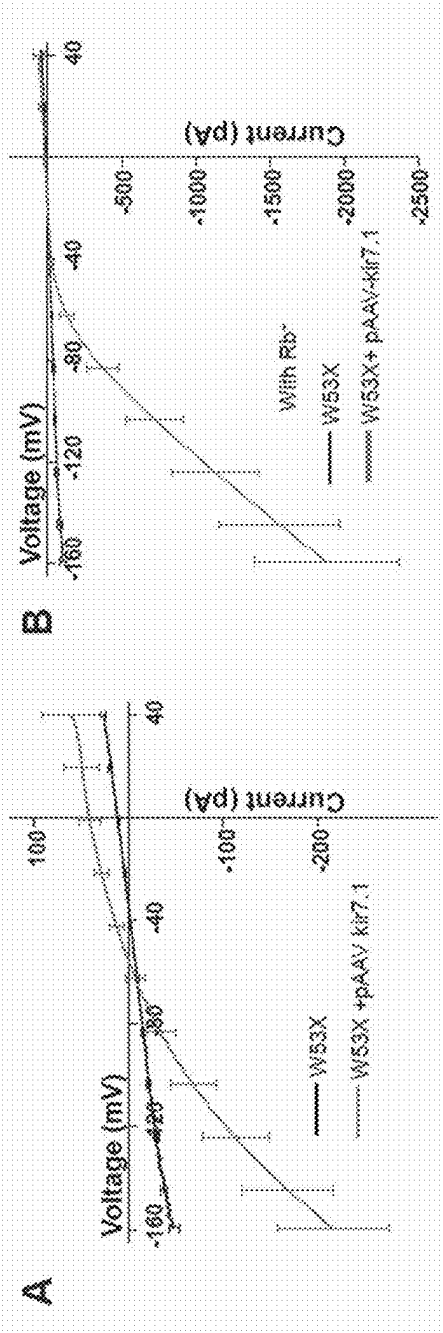 A
Voltage (mV)
-160
-120
-80
-40
40
100
-100
-200
Current (pA)
W53X
W53X +pAAV kir7.1
B
Voltage (mV)
-160
-120
-80
-40
40
-500
-1000
-1500
-2000
-2500
Current (pA)
With Rb⁺
W53X
W53X+ pAAV-kir7.1